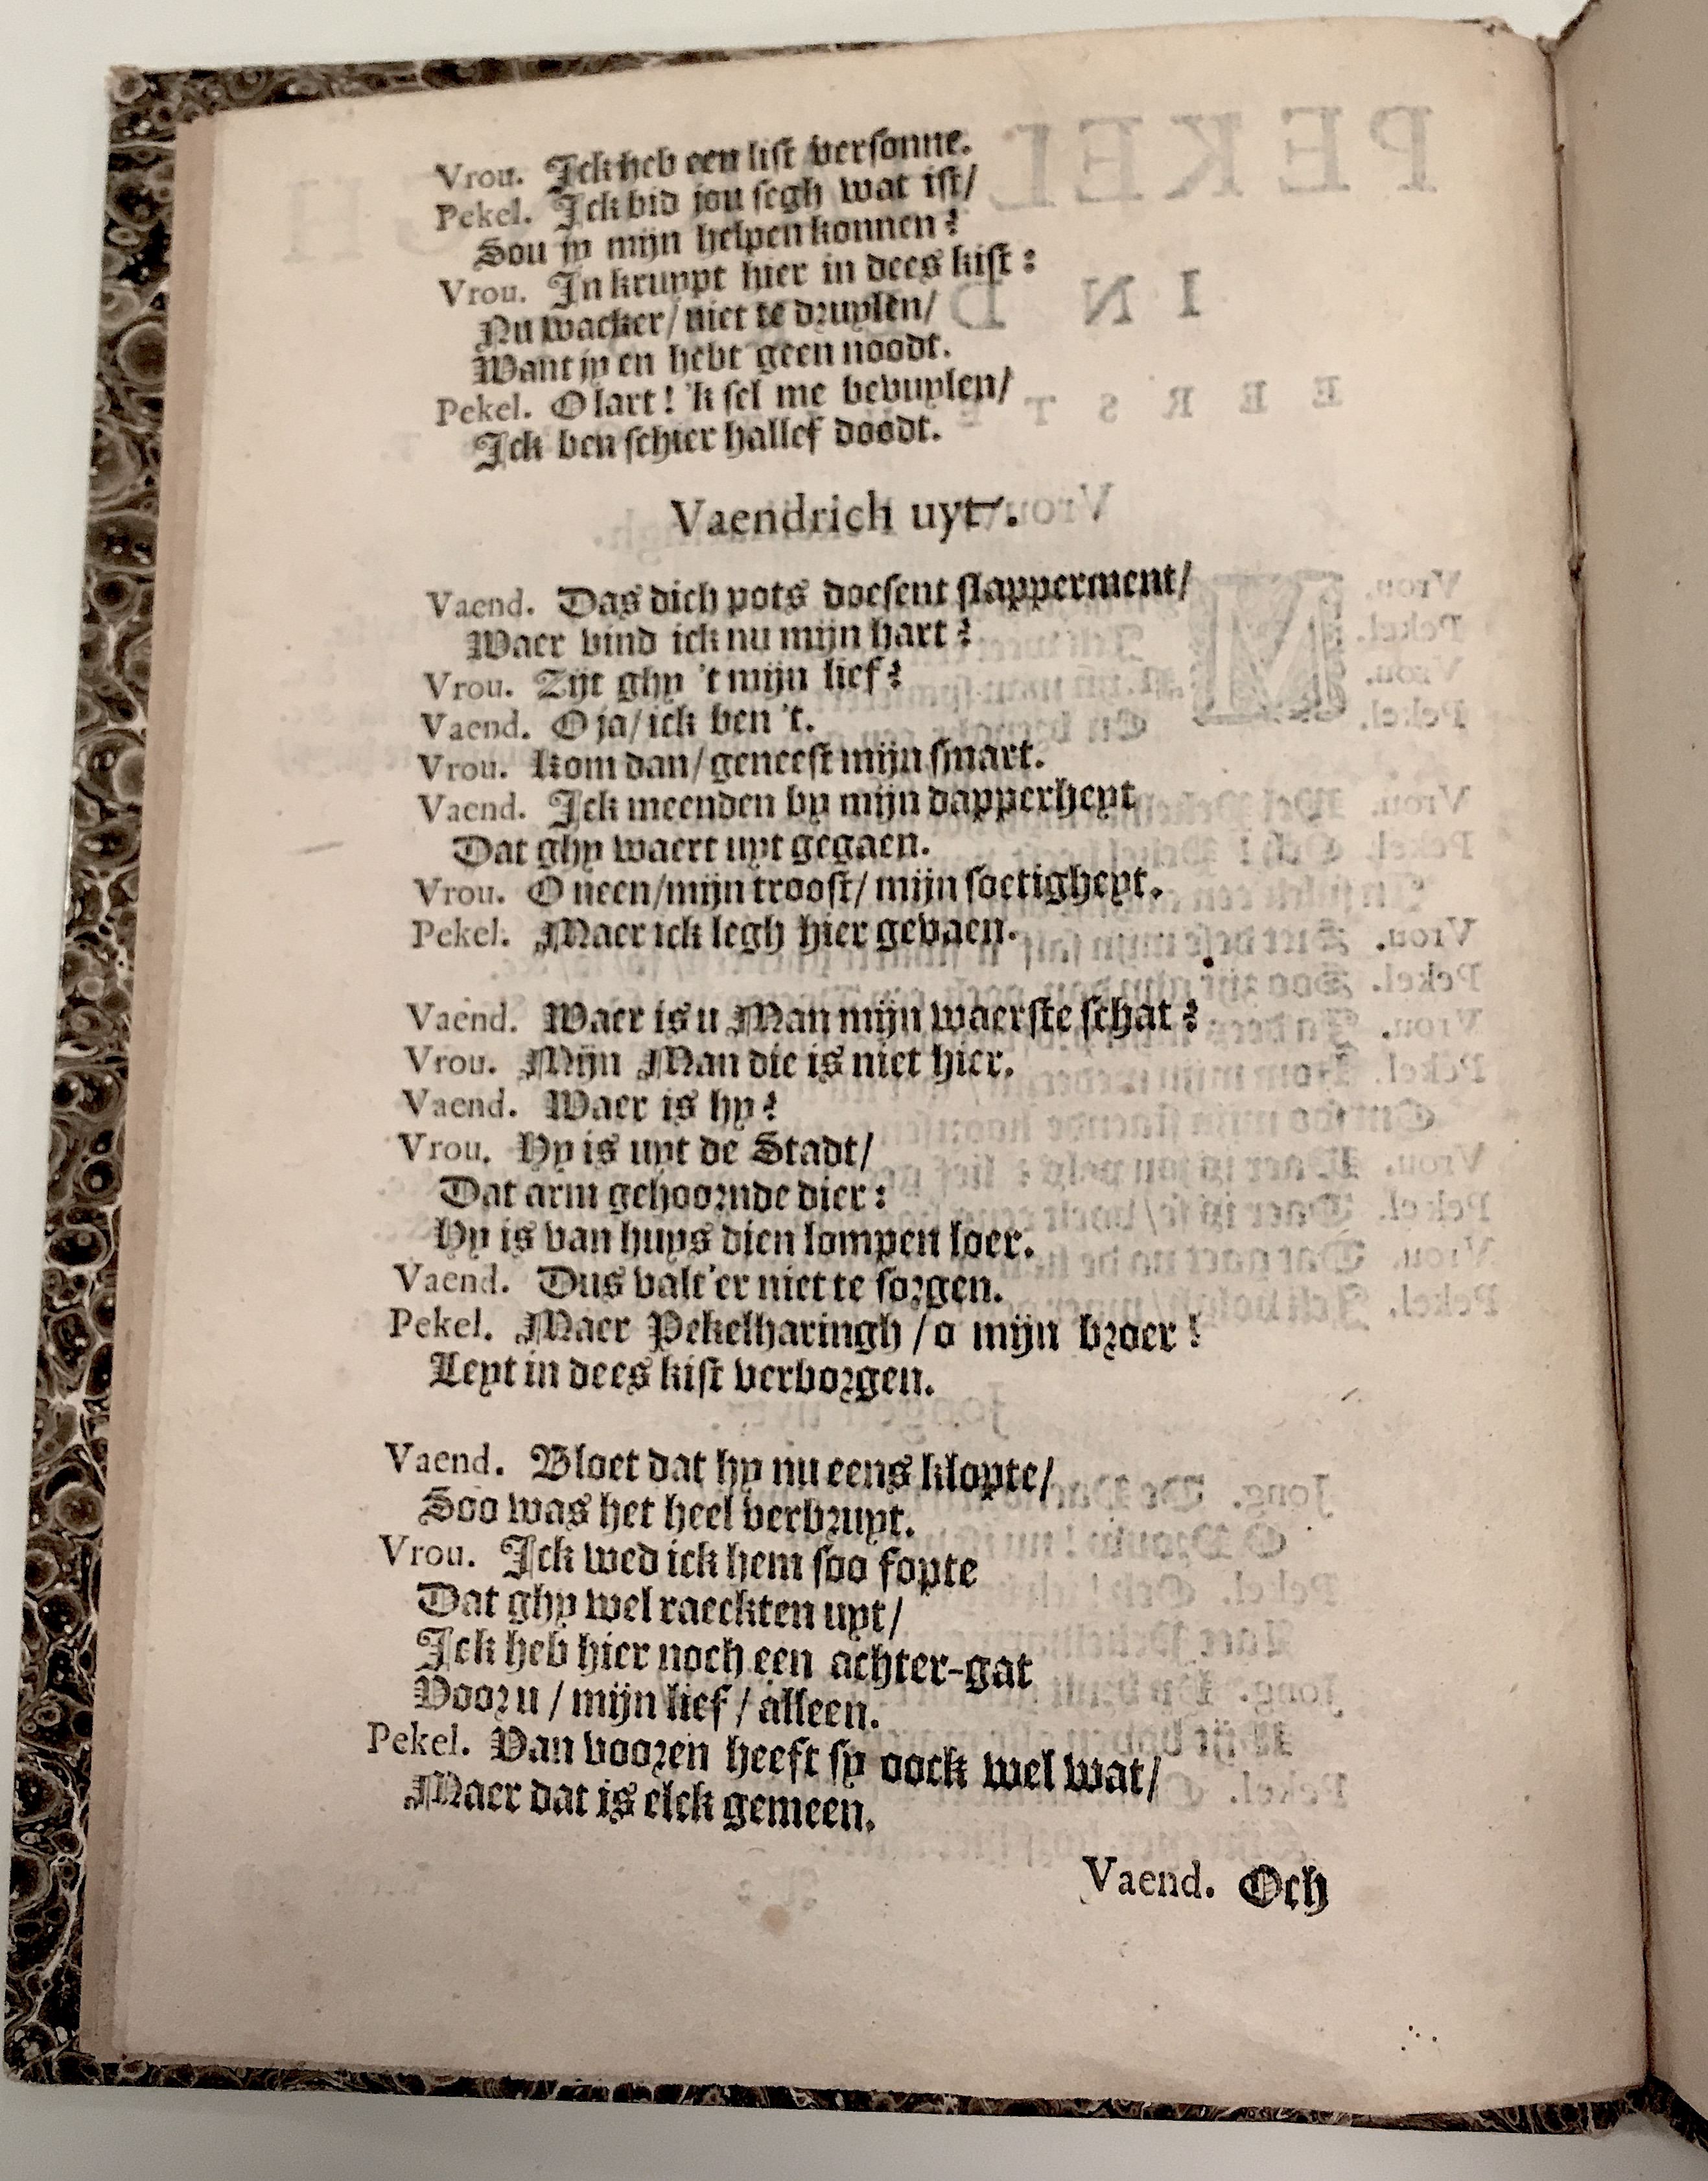 Vrou. Ick heb een list versonne.
Pekel. Ick bid jou segh wat ist/
Sou jy mijn helpen konnen?
Vrou. In kruypt hier in dees kist:
Nu wacker/ niet te druylen/
Want jy en hebt geen noodt.
Pekel. O lart! 'k sel me bevuylen/
Ick ben schier hallef doodt.
Vaendrich uyt.
Vaend. Das dich pots doesent slapperment/
Waer vind ick nu mijn hart?
Vrou. Zijt ghy 't mijn lief?
Vaend. O ja/ ick ben 't.
Vrou. Kom dan/ geneest mijn smart.
Vaend. Ick meenden by mijn dapperheyt
Dat ghy waert uyt gegaen.
Vrou. O neen/ mijn troost/ mijn soetigheyt.
Pekel. Maer ick legh hier gevaen.
Vaend. Waer is u Man mijn waerste schat?
Vrou. Mijn Man die is niet hier.
Vaend. Waer is hy?
Vrou. Hy is uyt de Stadt/
Dat arm gehoornde dier:
Hy is van huys dien lompen loer.
Vaend. Dus valt'er niet te sorgen.
Pekel. Maer Pekelharingh / o mijn broer!
Leyt in dees kist verborgen.
Vaend. Bloet dat hy nu eens klopte/
Soo was het heel verbruyt.
Vrou. Ick wed ick hem soo fopte
Dat ghy wel raeckten uyt/
Ick heb hier noch een achter-gat
Voor u / mijn lief / alleen.
Pekel. Van vooren heeft sy oock wel wat/
Maer dat is elck gemeen.
Vaend. Och